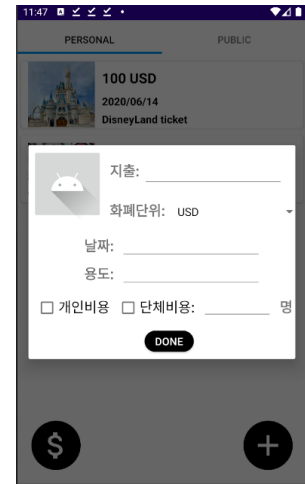 11:47
PERSONAL PUBLIC
100 USD
2020/06/14
DisneyLand ticket
지출:
화폐단위: USD
날짜:
용도:
개인비용 단체비용: 명
DONE
$
+